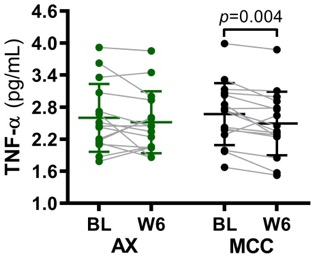 TNF-α (pg/mL)
4.6
4.0
3.4
2.8
2.2
1.6
1.0
p=0.004
BL W6 BL W6
AX MCC